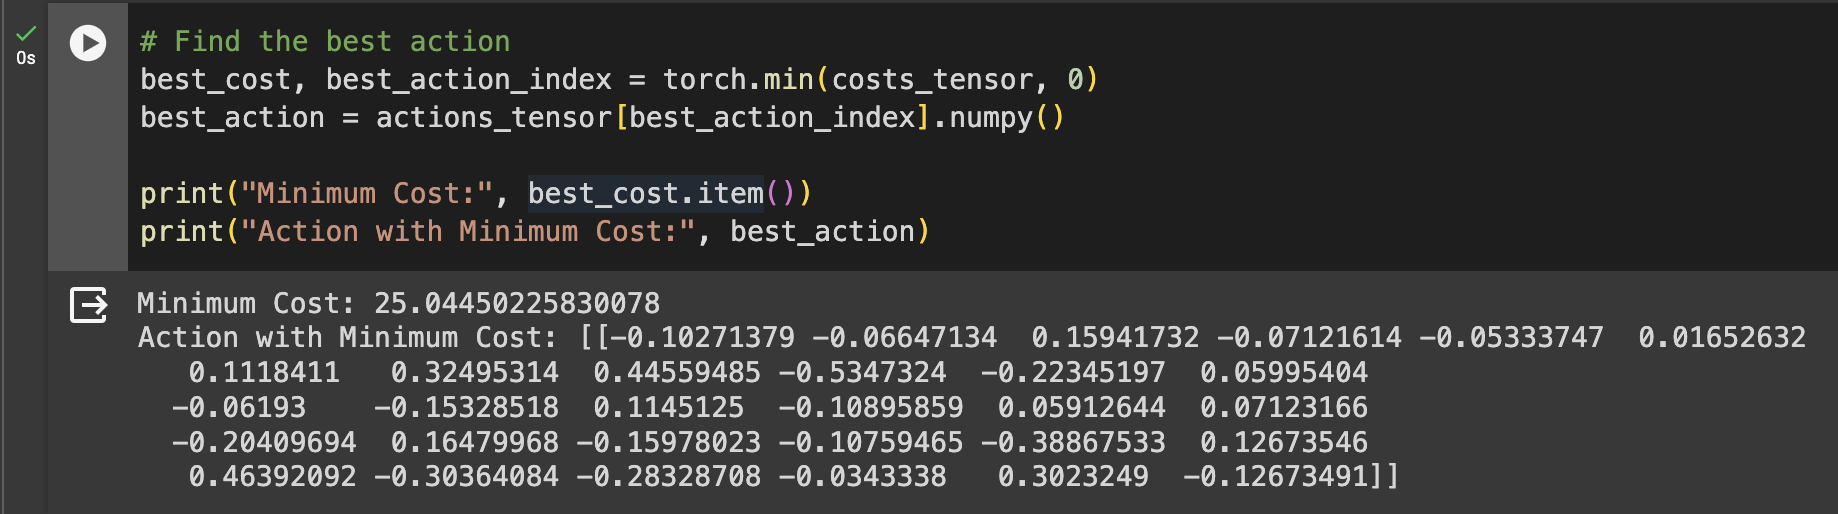 0s
# Find the best action
best_cost, best_action_index = torch.min(costs_tensor, 0)
best_action = actions_tensor[best_action_index].numpy()
print("Minimum Cost:", best_cost.item())
print("Action with Minimum Cost:", best_action)
Minimum Cost: 25.04450225830078
Action with Minimum Cost: [[-0.10271379 -0.06647134  0.15941732 -0.07121614 -0.05333747  0.01652632
   0.1118411   0.32495314  0.44559485 -0.5347324  -0.22345197  0.05995404
  -0.06193    -0.15328518  0.1145125  -0.10895859  0.05912644  0.07123166
  -0.20409694  0.16479968 -0.15978023 -0.10759465 -0.38867533  0.12673546
   0.46392092 -0.30364084 -0.28328708 -0.0343338   0.3023249  -0.12673491]]